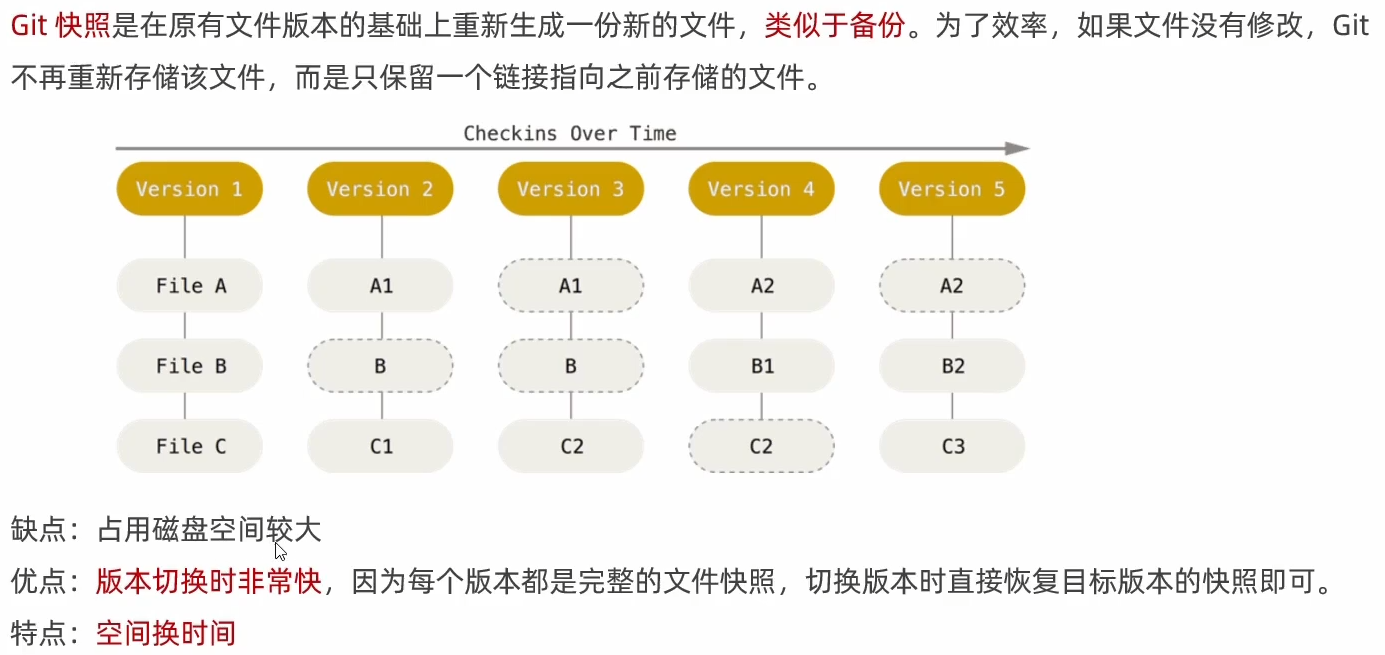 Git 快照是在原有文件版本的基础上重新生成一份新的文件，类似于备份。为了效率，如果文件没有修改，Git
不再重新存储该文件，而是只保留一个链接指向之前存储的文件。
Checkins Over Time
Version 1 Version 2 Version 3 Version 4 Version 5
File A A1 A1 A2 A2
File B B B B1 B2
File C C1 C2 C2 C3
缺点：占用磁盘空间较大
优点：版本切换时非常快，因为每个版本都是完整的文件快照，切换版本时直接恢复目标版本的快照即可。
特点：空间换时间